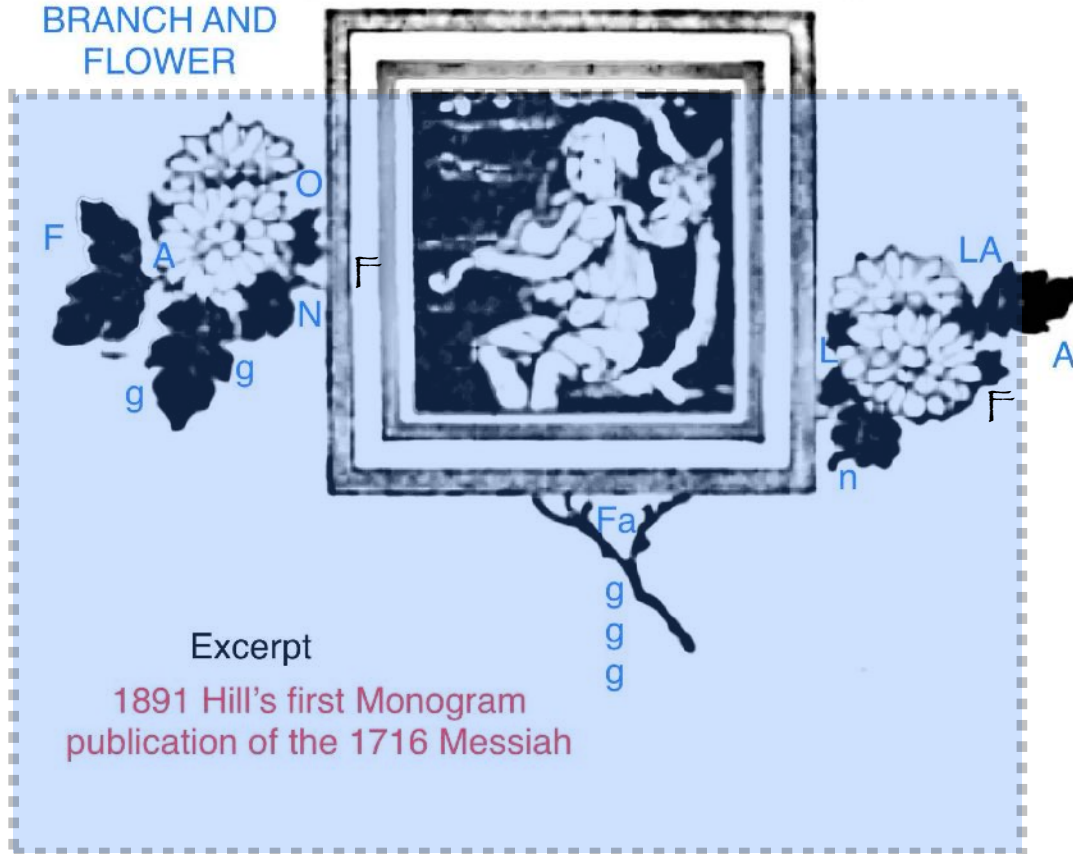 BRANCH AND
FLOWER
O
F
A
F
LA
N
A
L
g
g
F
n
Fa
g
g
g
Excerpt
1891 Hill's first Monogram
publication of the 1716 Messiah